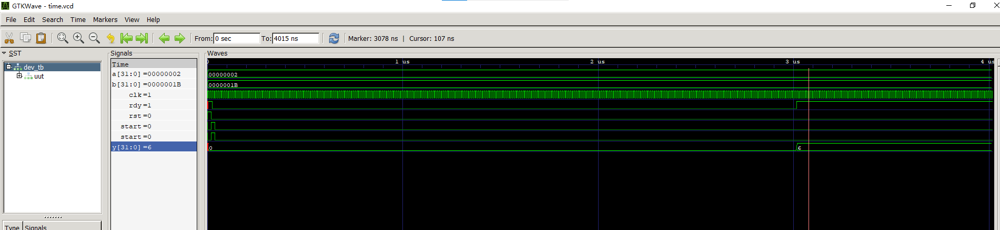 GTKWave - time.vcd
File Edit Search Time Markers View Help
From: 0 sec To: 4015 ns Marker: 3078 ns | Cursor: 107 ns
SST
dev_tb
uut
Type Signals
Signals
Time
a[31:0] =00000002
b[31:0] =0000001B
clk =1
rdy =1
rst =0
start =0
start =0
y[31:0] =6
Waves
0 1 us 2 us 3 us 4 us
00000002
0000001B
0 6